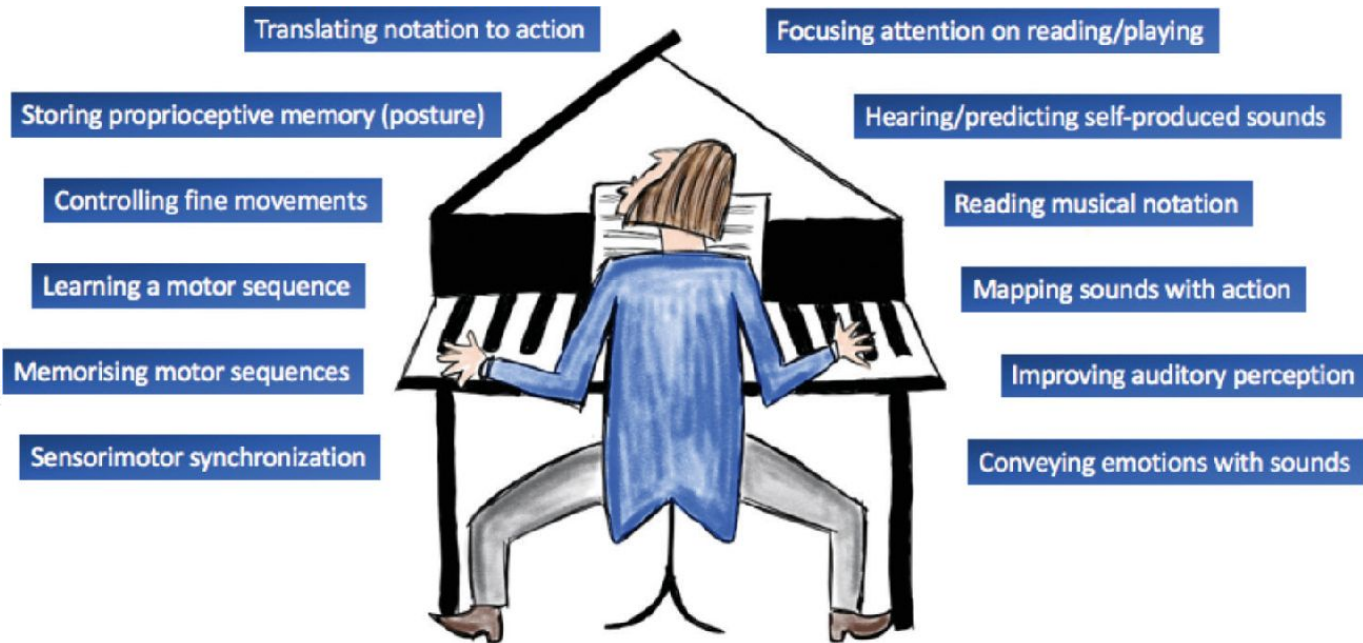 Translating notation to action
Focusing attention on reading/playing
Storing proprioceptive memory (posture)
Hearing/predicting self-produced sounds
Controlling fine movements
Reading musical notation
Learning a motor sequence
Mapping sounds with action
Memorising motor sequences
Improving auditory perception
Sensorimotor synchronization
Conveying emotions with sounds